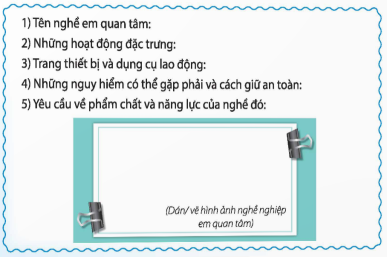 1) Tên nghề em quan tâm:
2) Những hoạt động đặc trưng:
3) Trang thiết bị và dụng cụ lao động:
4) Những nguy hiểm có thể gặp phải và cách giữ an toàn:
5) Yêu cầu về phẩm chất và năng lực của nghề đó:
(Dán/ vẽ hình ảnh nghề nghiệp
em quan tâm)